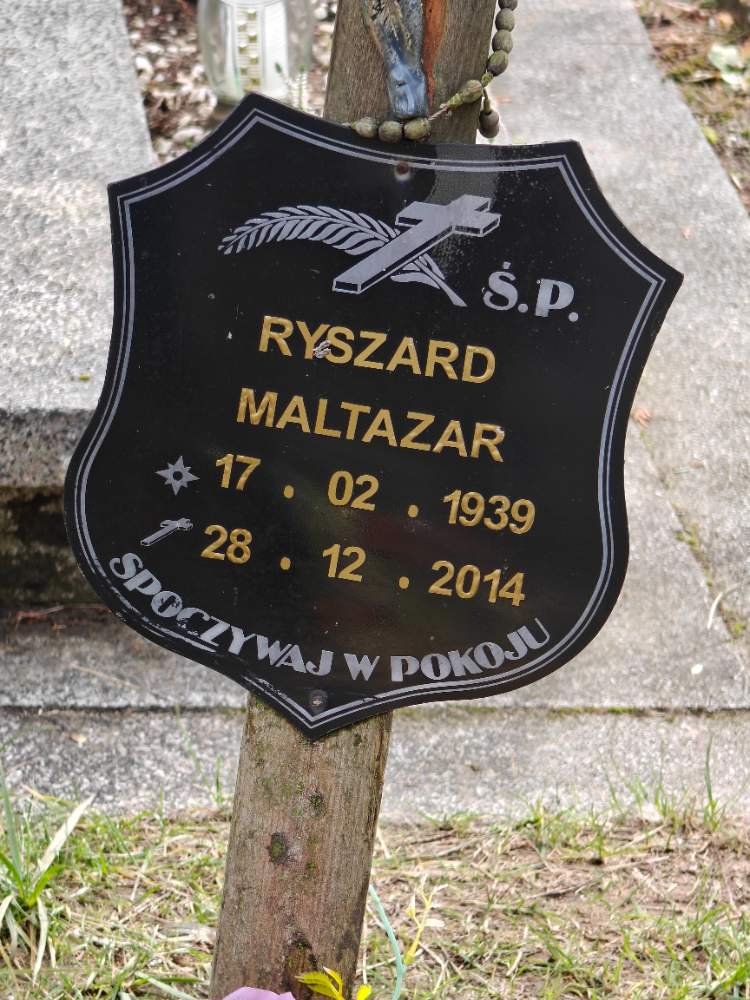 Ś.P.
RYSZARD
MALTAZAR
17 . 02 . 1939
28 . 12 . 2014
SPOCZYWAJ W POKOJU